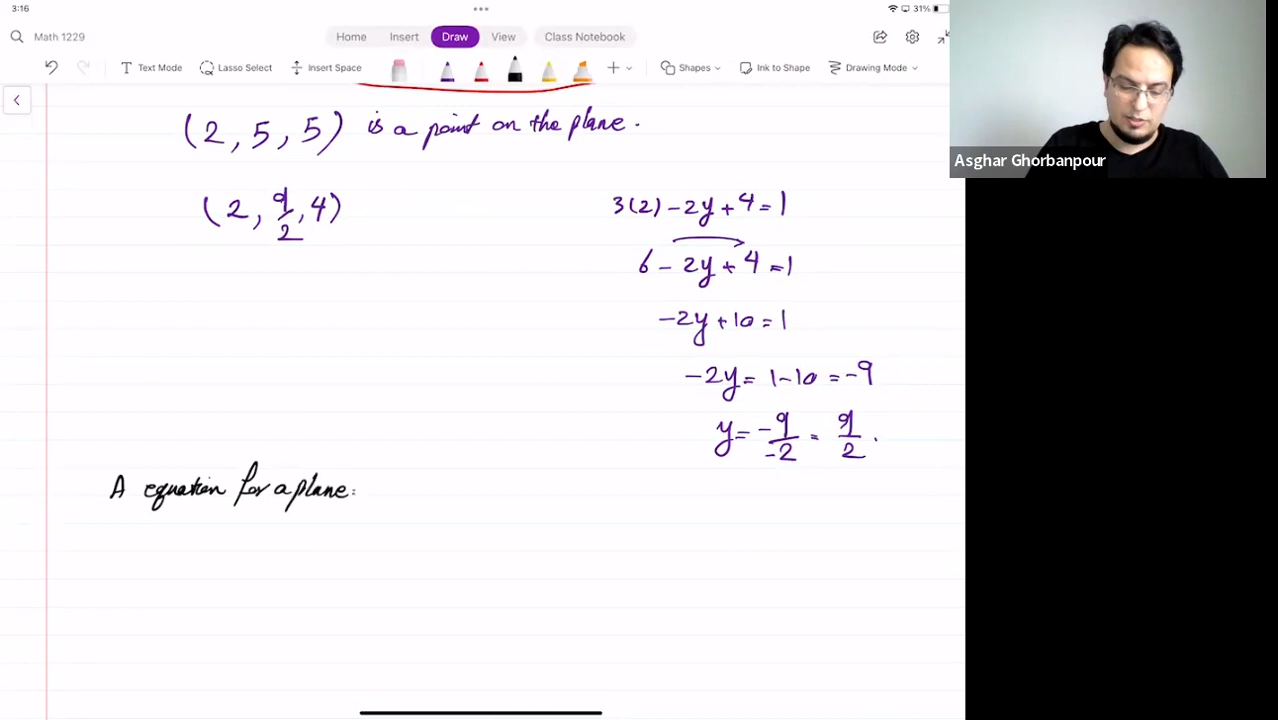 3:16
31%
Math 1229
Home Insert Draw View Class Notebook
Text Mode Lasso Select Insert Space Shapes Ink to Shape Drawing Mode
Asghar Ghorbanpour
(2, 5, 5) is a point on the plane.
(2, 9/2, 4)
3(2) - 2y + 4 = 1
6 - 2y + 4 = 1
-2y + 10 = 1
-2y = 1 - 10 = -9
y = -9/-2 = 9/2.
A equation for a plane: